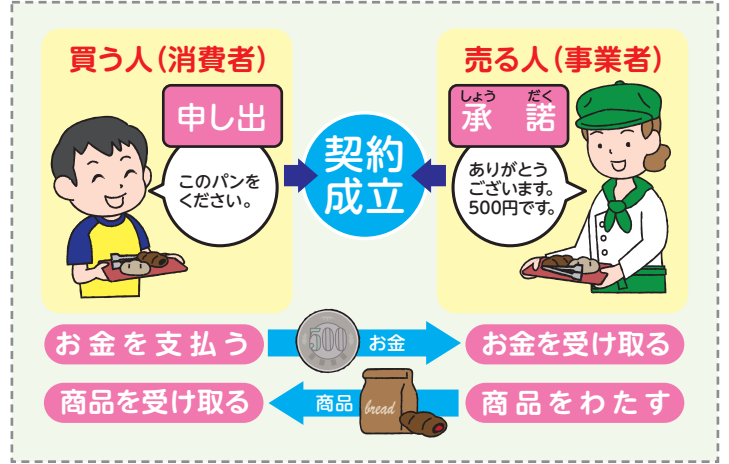 買う人(消費者)
申し出
このパンを
ください。
契約
成立
売る人(事業者)
しょう だく
承 諾
ありがとう
ございます。
500円です。
お金を支払う
500
お金
お金を受け取る
商品を受け取る
商品
bread
商品をわたす